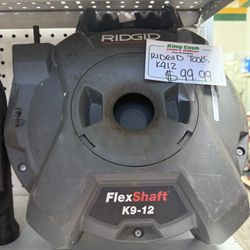 RIDGID
King Cash
RIDGID TOOLS
K912
$99.99
FlexShaft
K9-12